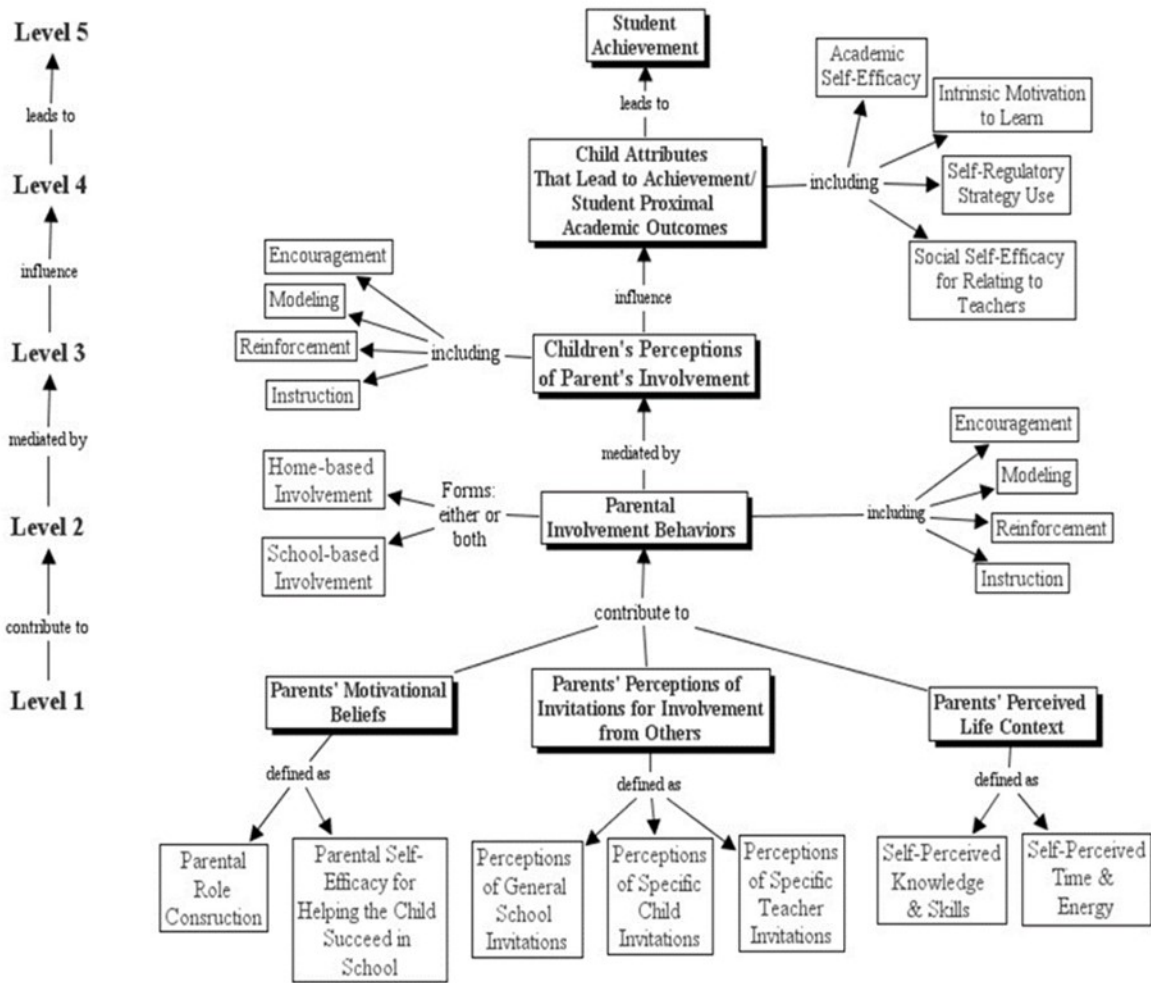 Level 5
leads to
Level 4
influence
Level 3
mediated by
Level 2
contribute to
Level 1
Student
Achievement
leads to
Child Attributes
That Lead to Achievement/
Student Proximal
Academic Outcomes
including
Academic
Self-Efficacy
Intrinsic Motivation
to Learn
Self-Regulatory
Strategy Use
Social Self-Efficacy
for Relating to
Teachers
influence
Children's Perceptions
of Parent's Involvement
including
Encouragement
Modeling
Reinforcement
Instruction
mediated by
Parental
Involvement Behaviors
Forms:
either or
both
Home-based
Involvement
School-based
Involvement
including
Encouragement
Modeling
Reinforcement
Instruction
contribute to
Parents' Motivational
Beliefs
defined as
Parental
Role
Consruction
Parental Self-
Efficacy for
Helping the Child
Succeed in
School
Parents' Perceptions of
Invitations for Involvement
from Others
defined as
Perceptions
of General
School
Invitations
Perceptions
of Specific
Child
Invitations
Perceptions
of Specific
Teacher
Invitations
Parents' Perceived
Life Context
defined as
Self-Perceived
Knowledge
& Skills
Self-Perceived
Time &
Energy